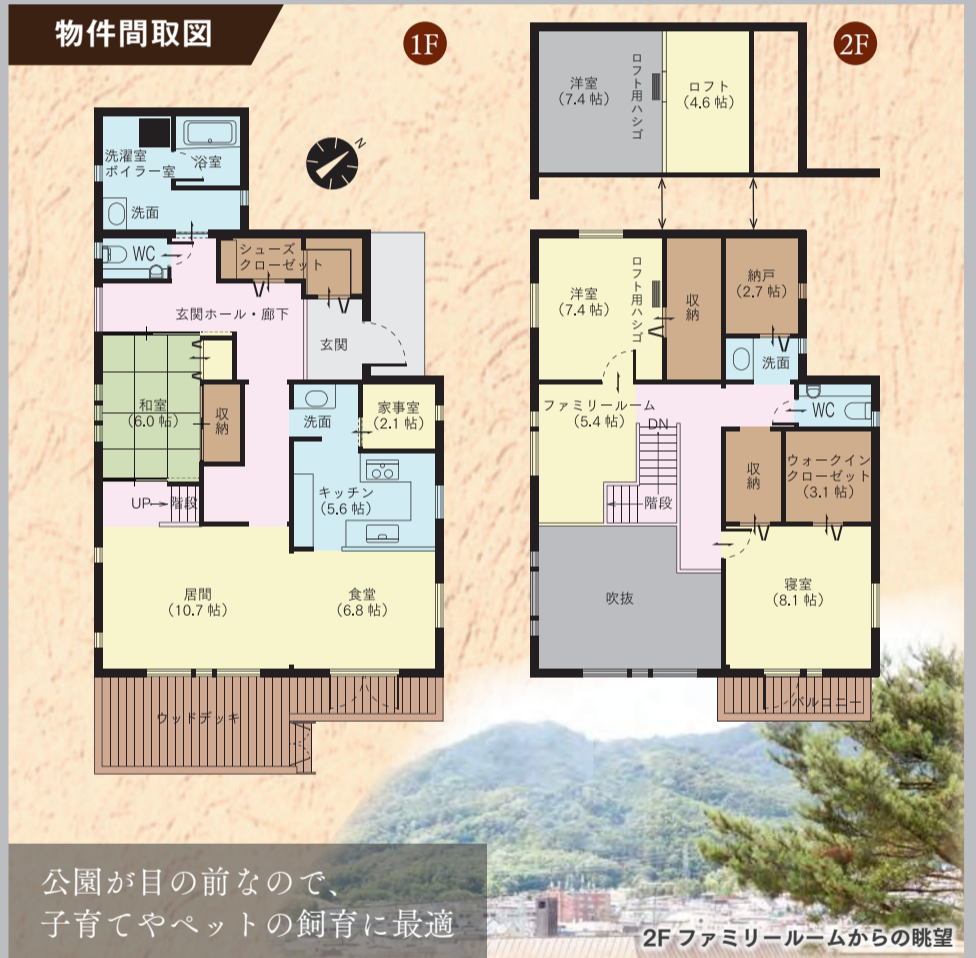 物件間取図
1F
2F
洋室
(7.4 帖)
ロフト用ハシゴ
ロフト
(4.6 帖)
洗濯室
ボイラー室
浴室
洗面
N
WC
シューズ
クローゼット
玄関ホール・廊下
玄関
和室
(6.0 帖)
収納
洗面
家事室
(2.1 帖)
キッチン
(5.6 帖)
UP
階段
居間
(10.7 帖)
食堂
(6.8 帖)
ウッドデッキ
洋室
(7.4 帖)
ロフト用ハシゴ
収納
納戸
(2.7 帖)
洗面
ファミリールーム
(5.4 帖)
DN
WC
収納
ウォークイン
クローゼット
(3.1 帖)
階段
吹抜
寝室
(8.1 帖)
バルコニー
公園が目の前なので、
子育てやペットの飼育に最適
2F ファミリールームからの眺望